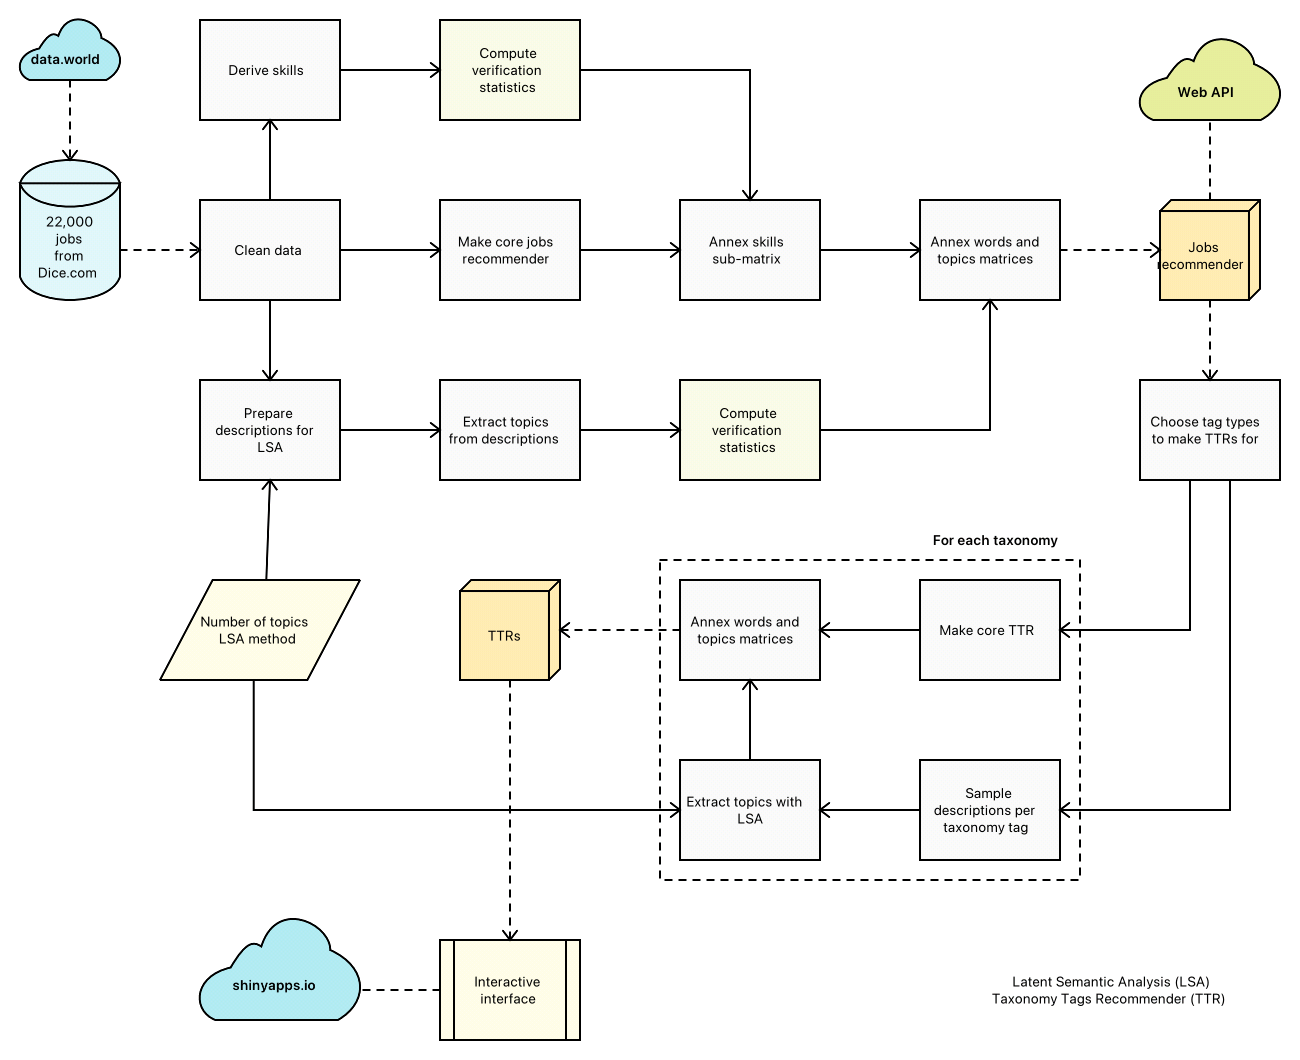 data.world
Derive skills
Compute
verification
statistics
Web API
22,000
jobs
from
Dice.com
Clean data
Make core jobs
recommender
Annex skills
sub-matrix
Annex words and
topics matrices
Jobs
recommender
Prepare
descriptions for
LSA
Extract topics
from descriptions
Compute
verification
statistics
Choose tag types
to make TTRs for
For each taxonomy
Number of topics
LSA method
TTRs
Annex words and
topics matrices
Make core TTR
Extract topics with
LSA
Sample
descriptions per
taxonomy tag
shinyapps.io
Interactive
interface
Latent Semantic Analysis (LSA)
Taxonomy Tags Recommender (TTR)